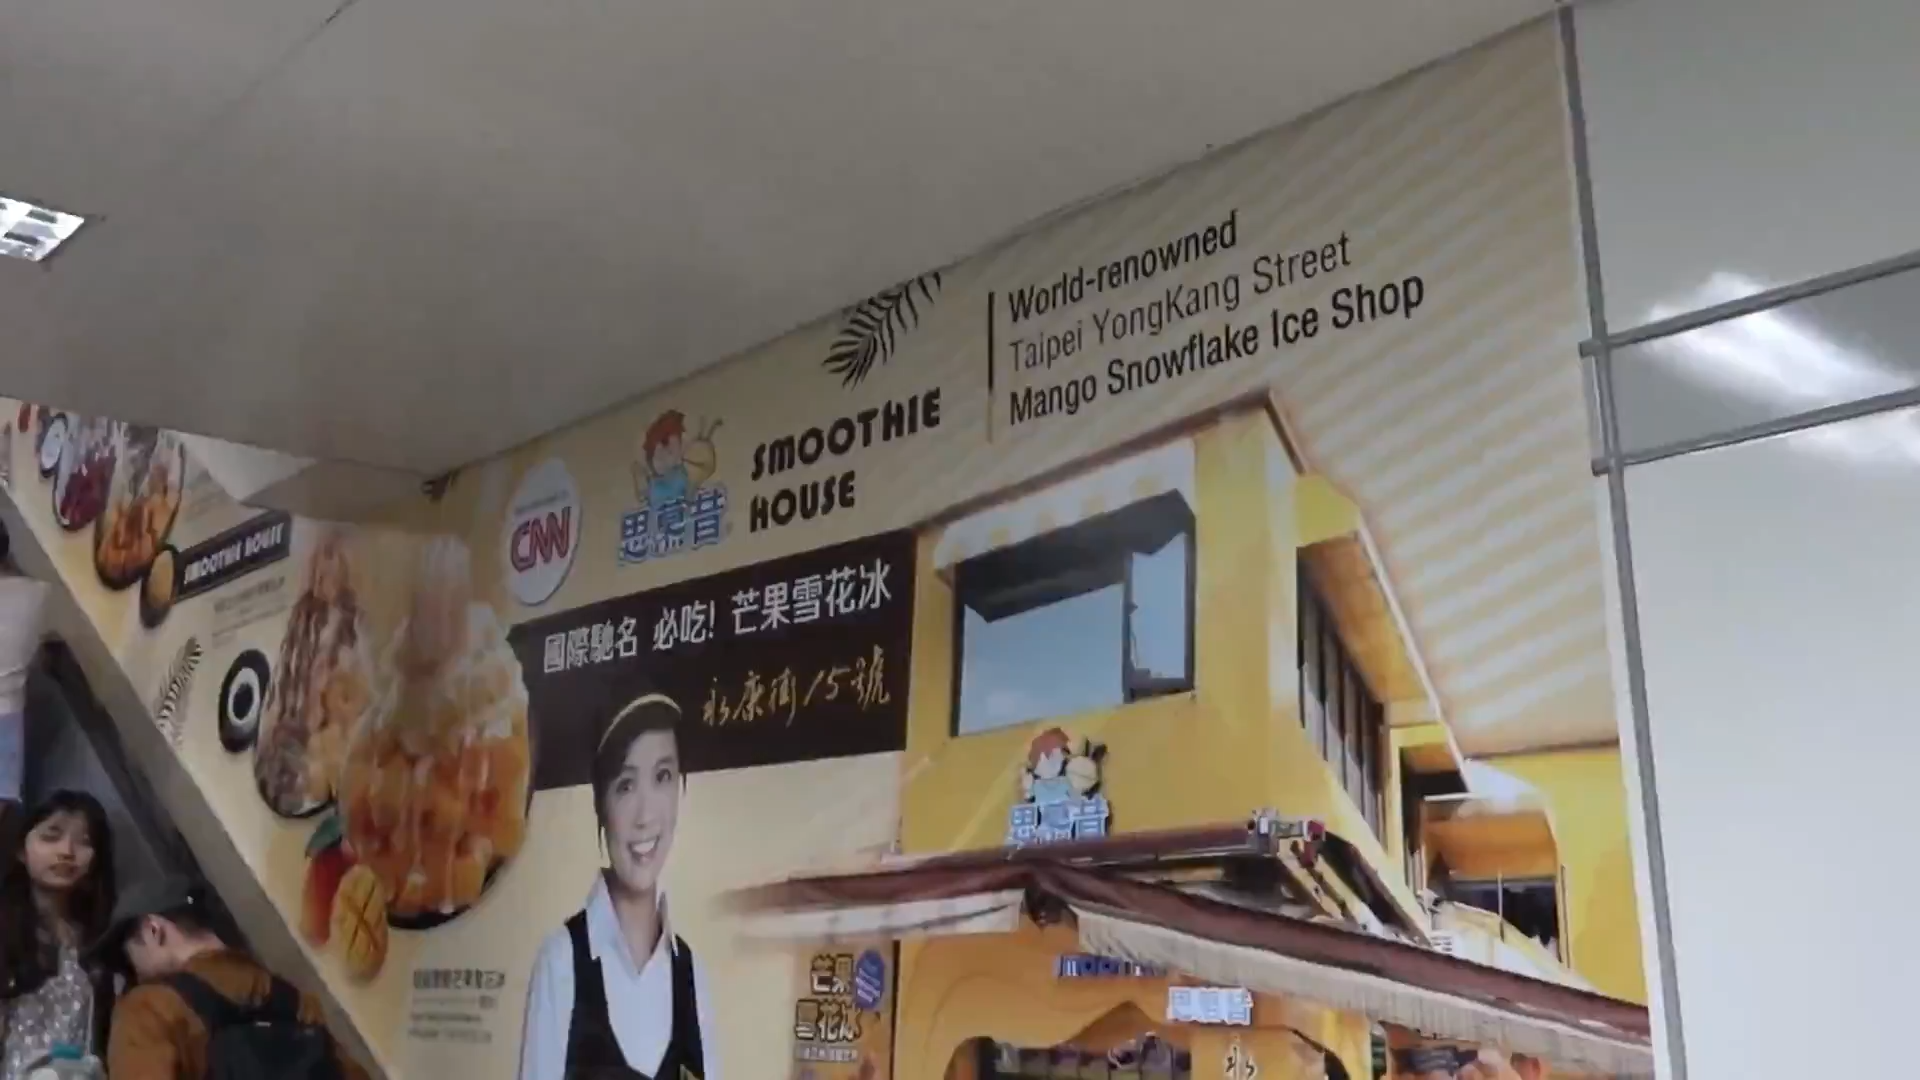 World-renowned
Taipei YongKang Street
Mango Snowflake Ice Shop
SMOOTHIE
HOUSE
思慕昔
CNN
SMOOTHIE HOUSE
國際馳名 必吃! 芒果雪花冰
永康街15號
思慕昔
芒果
雪花冰
SMOOTH
思慕昔
永